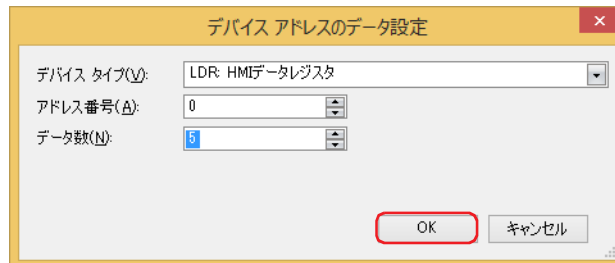 デバイス アドレスのデータ設定
デバイス タイプ(V): LDR: HMIデータレジスタ
アドレス番号(A): 0
データ数(N): 5
OK キャンセル